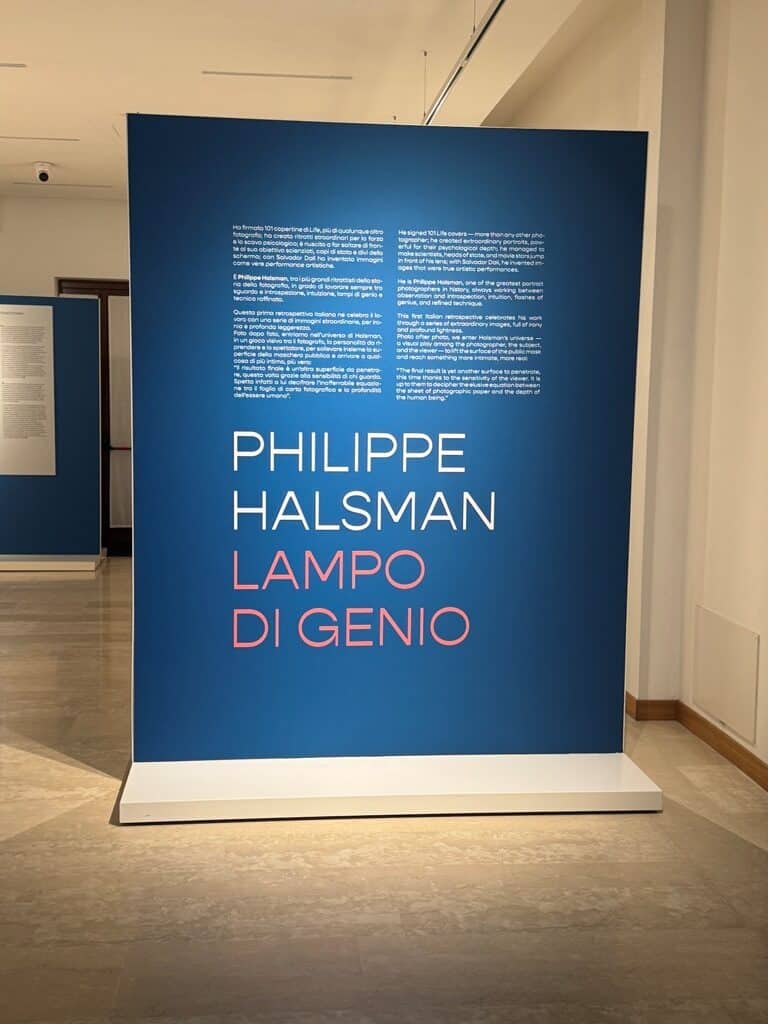 Ha firmato 101 copertine di Life, più di qualunque altro
fotografo; ha creato ritratti straordinari per la forza
e lo scavo psicologico; è riuscito a far saltare di fron-
te al suo obiettivo scienziati, capi di stato e divi dello
schermo; con Salvador Dalí ha inventato immagini
come vere performance artistiche.
È Philippe Halsman, tra i più grandi ritrattisti della sto-
ria della fotografia, in grado di lavorare sempre tra
sguardo e introspezione, intuizione, lampi di genio e
tecnica raffinata.
Questa prima retrospettiva italiana ne celebra il la-
voro con una serie di immagini straordinarie, per iro-
nia e profonda leggerezza.
Foto dopo foto, entriamo nell'universo di Halsman,
in un gioco visivo tra il fotografo, la personalità da ri-
prendere e lo spettatore, per sollevare insieme la su-
perficie della maschera pubblica e arrivare a qual-
cosa di più intimo, più vero:
"Il risultato finale è un'altra superficie da penetra-
re, questa volta grazie alla sensibilità di chi guarda.
Spetta infatti a lui decifrare l'inafferrabile equazio-
ne tra il foglio di carta fotografica e la profondità
dell'essere umano".
He signed 101 Life covers — more than any other pho-
tographer; he created extraordinary portraits, pow-
erful for their psychological depth; he managed to
make scientists, heads of state, and movie stars jump
in front of his lens; with Salvador Dalí, he invented im-
ages that were true artistic performances.
He is Philippe Halsman, one of the greatest portrait
photographers in history, always working between
observation and introspection, intuition, flashes of
genius, and refined technique.
This first Italian retrospective celebrates his work
through a series of extraordinary images, full of irony
and profound lightness.
Photo after photo, we enter Halsman's universe —
a visual play among the photographer, the subject,
and the viewer — to lift the surface of the public mask
and reach something more intimate, more real:
"The final result is yet another surface to penetrate,
this time thanks to the sensitivity of the viewer. It is
up to them to decipher the elusive equation between
the sheet of photographic paper and the depth of
the human being."
PHILIPPE
HALSMAN
LAMPO
DI GENIO